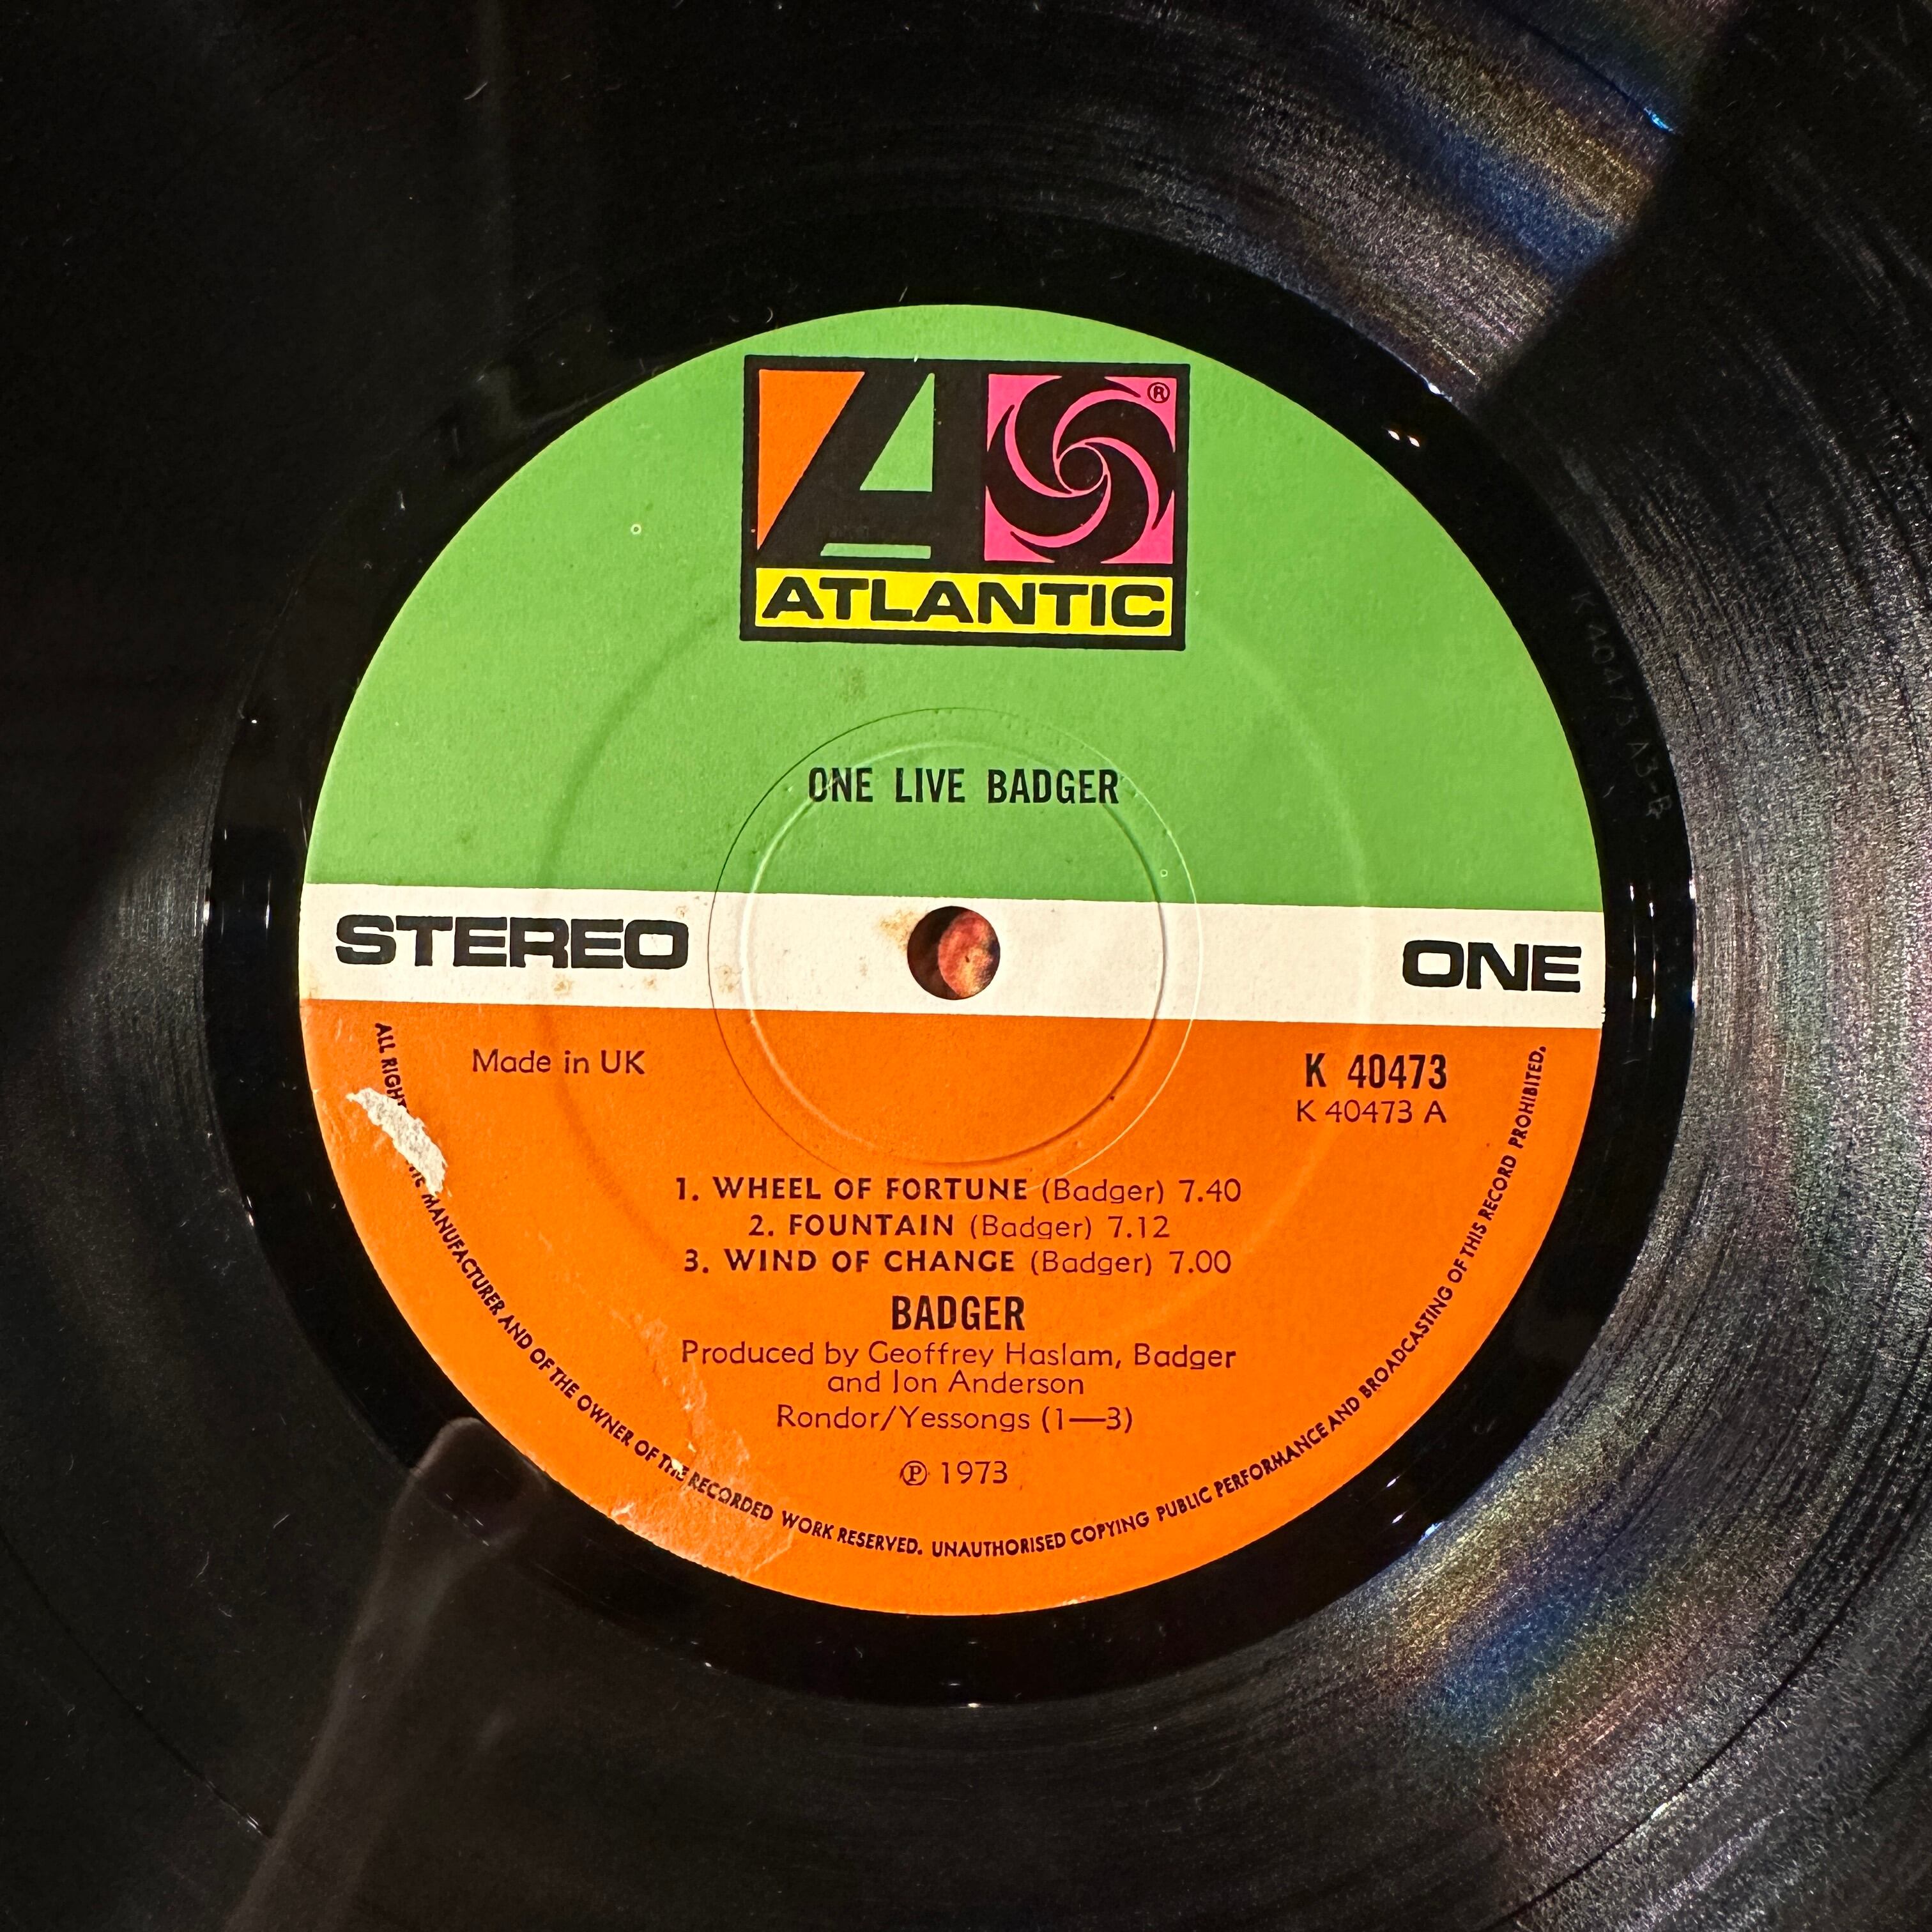 ®
ATLANTIC
ONE LIVE BADGER
STEREO
ONE
Made in UK
K 40473
K 40473 A
1. WHEEL OF FORTUNE (Badger) 7.40
2. FOUNTAIN (Badger) 7.12
3. WIND OF CHANGE (Badger) 7.00
BADGER
Produced by Geoffrey Haslam, Badger
and Jon Anderson
Rondor/Yessongs (1—3)
℗ 1973
ALL MANUFACTURER AND OF THE OWNER OF THE RECORDED WORK RESERVED. UNAUTHORISED COPYING PUBLIC PERFORMANCE AND BROADCASTING OF THIS RECORD PROHIBITED.
K 40473 A3-